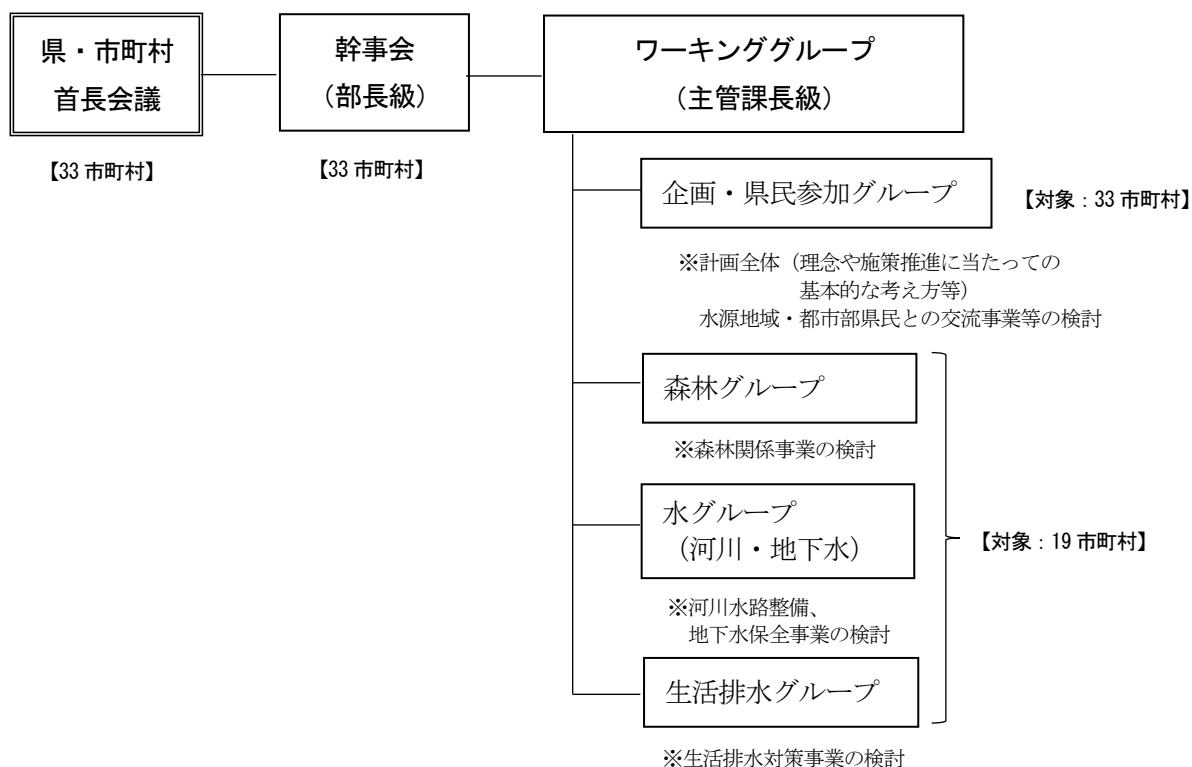 県・市町村
首長会議
【33 市町村】
幹事会
（部長級）
【33 市町村】
ワーキンググループ
（主管課長級）
企画・県民参加グループ
【対象：33 市町村】
※計画全体（理念や施策推進に当たっての
基本的な考え方等）
水源地域・都市部県民との交流事業等の検討
森林グループ
※森林関係事業の検討
水グループ
（河川・地下水）
【対象：19 市町村】
※河川水路整備、
地下水保全事業の検討
生活排水グループ
※生活排水対策事業の検討